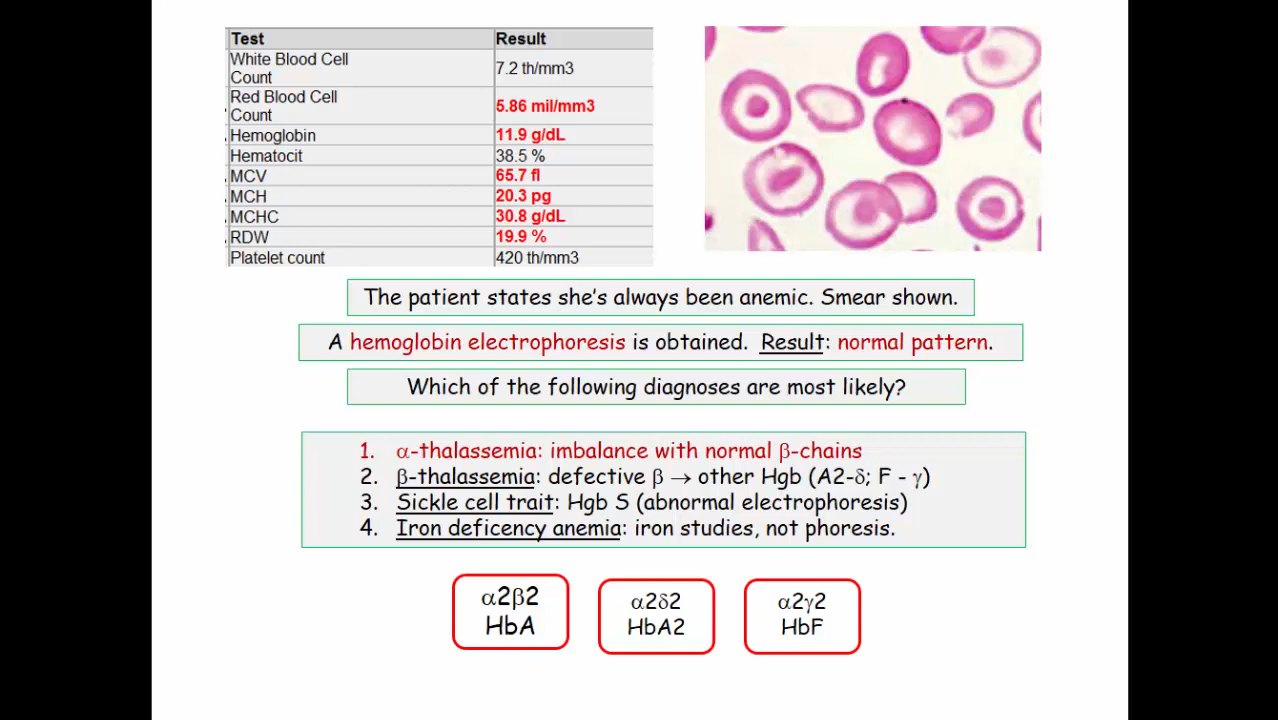 Test Result
White Blood Cell
Count 7.2 th/mm3
Red Blood Cell
Count 5.86 mil/mm3
Hemoglobin 11.9 g/dL
Hematocit 38.5 %
MCV 65.7 fl
MCH 20.3 pg
MCHC 30.8 g/dL
RDW 19.9 %
Platelet count 420 th/mm3
The patient states she's always been anemic. Smear shown.
A hemoglobin electrophoresis is obtained. Result: normal pattern.
Which of the following diagnoses are most likely?
1. α-thalassemia: imbalance with normal β-chains
2. β-thalassemia: defective β → other Hgb (A2-δ; F - γ)
3. Sickle cell trait: Hgb S (abnormal electrophoresis)
4. Iron deficency anemia: iron studies, not phoresis.
α2β2
HbA
α2δ2
HbA2
α2γ2
HbF